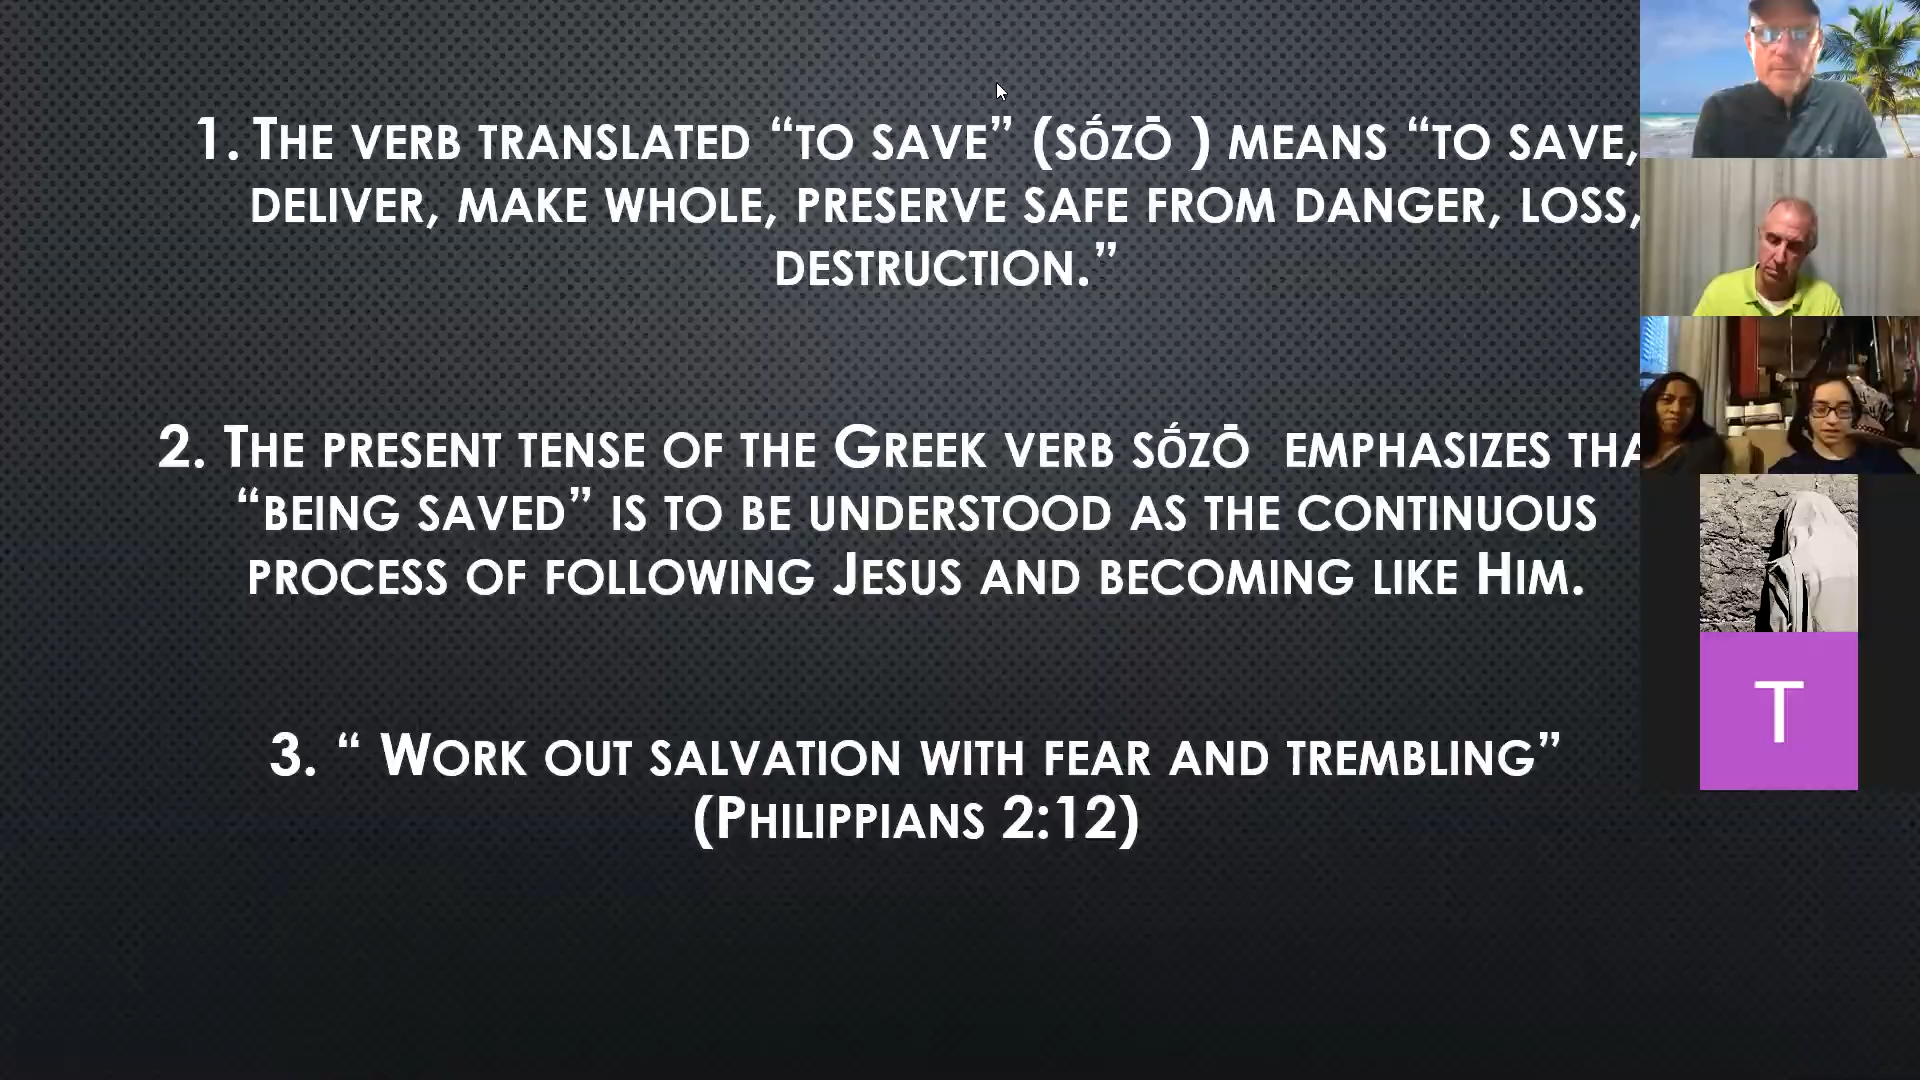 1. The verb translated “to save” (sṓzō ) means “to save,
deliver, make whole, preserve safe from danger, loss,
destruction.”
2. The present tense of the Greek verb sṓzō emphasizes tha
“being saved” is to be understood as the continuous
process of following Jesus and becoming like Him.
3. “ Work out salvation with fear and trembling”
(Philippians 2:12)
T